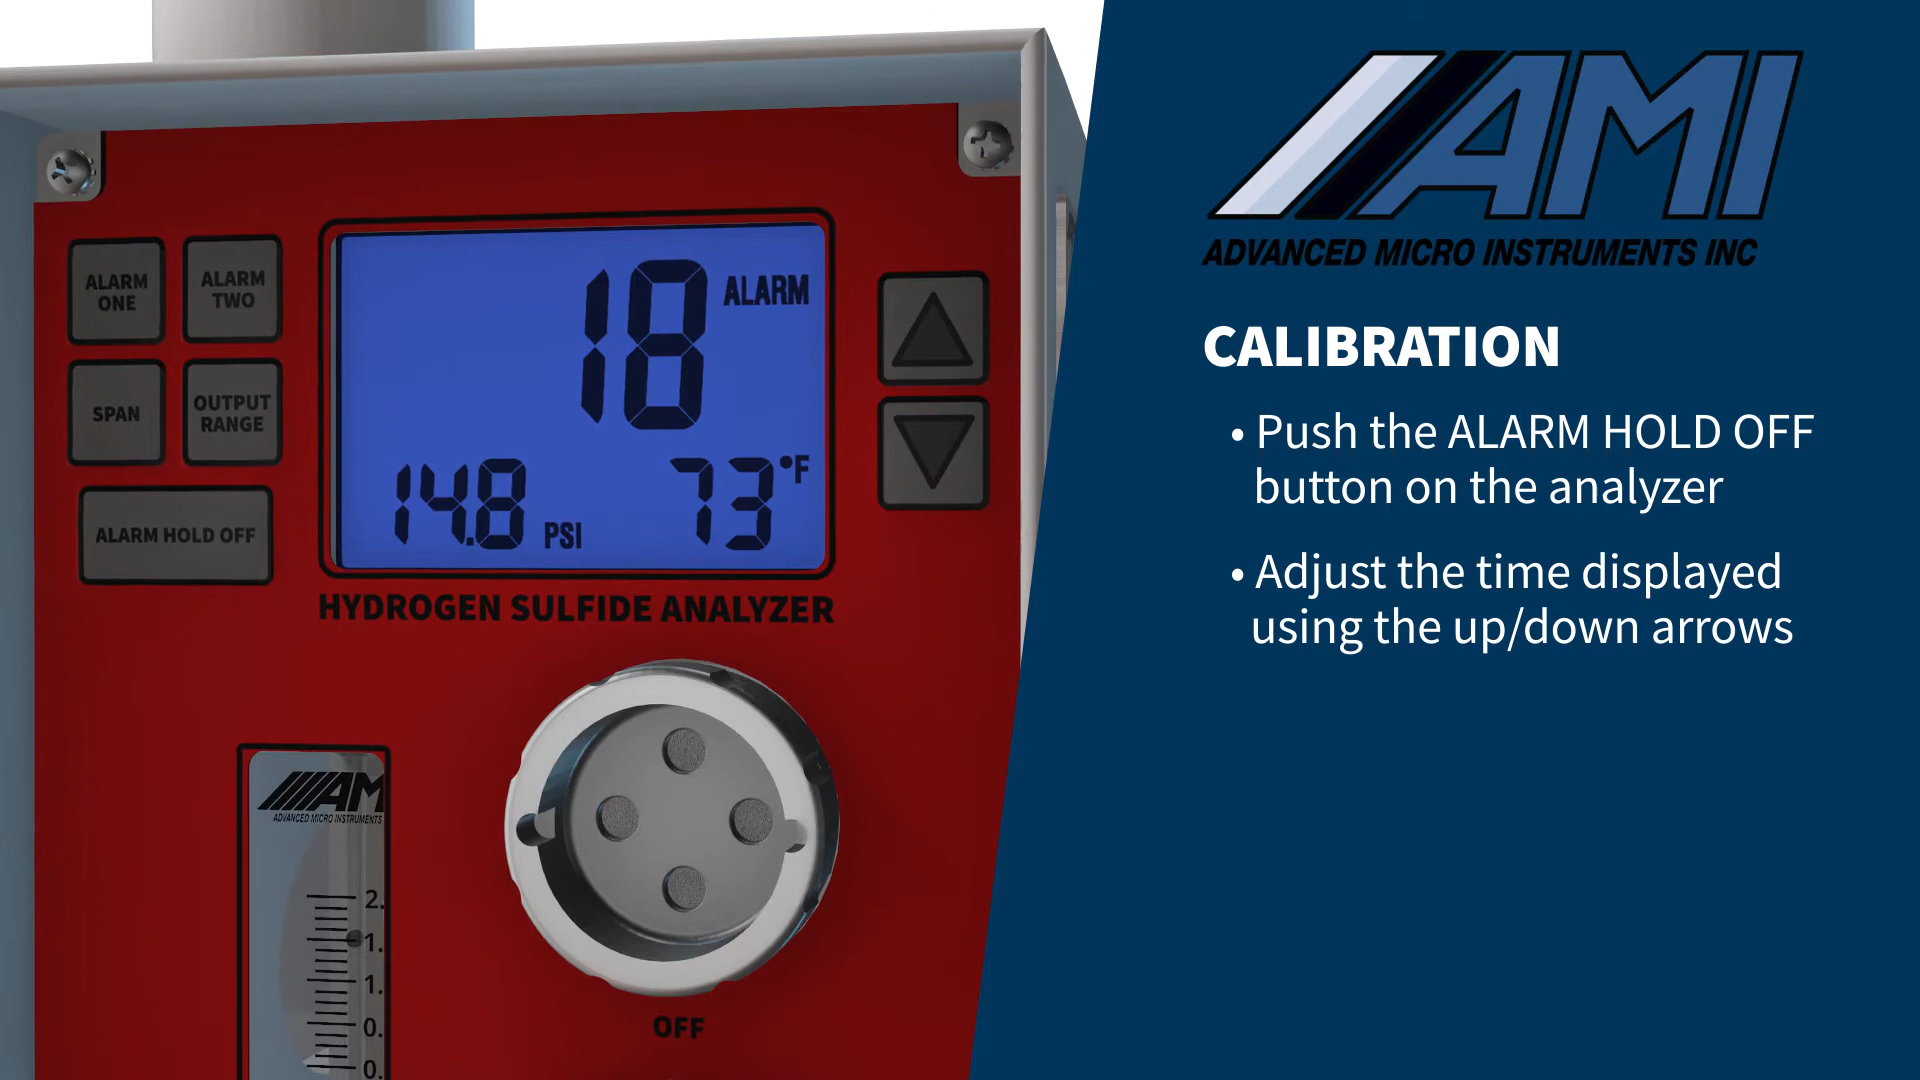 ALARM
ONE
ALARM
TWO
SPAN
OUTPUT
RANGE
ALARM HOLD OFF
18 ALARM
14.8 PSI 73°F
HYDROGEN SULFIDE ANALYZER
OFF
AM
ADVANCED MICRO INSTRUMENTS
2.
1.
1.
0.
0.
AMI
ADVANCED MICRO INSTRUMENTS INC
CALIBRATION
• Push the ALARM HOLD OFF
button on the analyzer
• Adjust the time displayed
using the up/down arrows